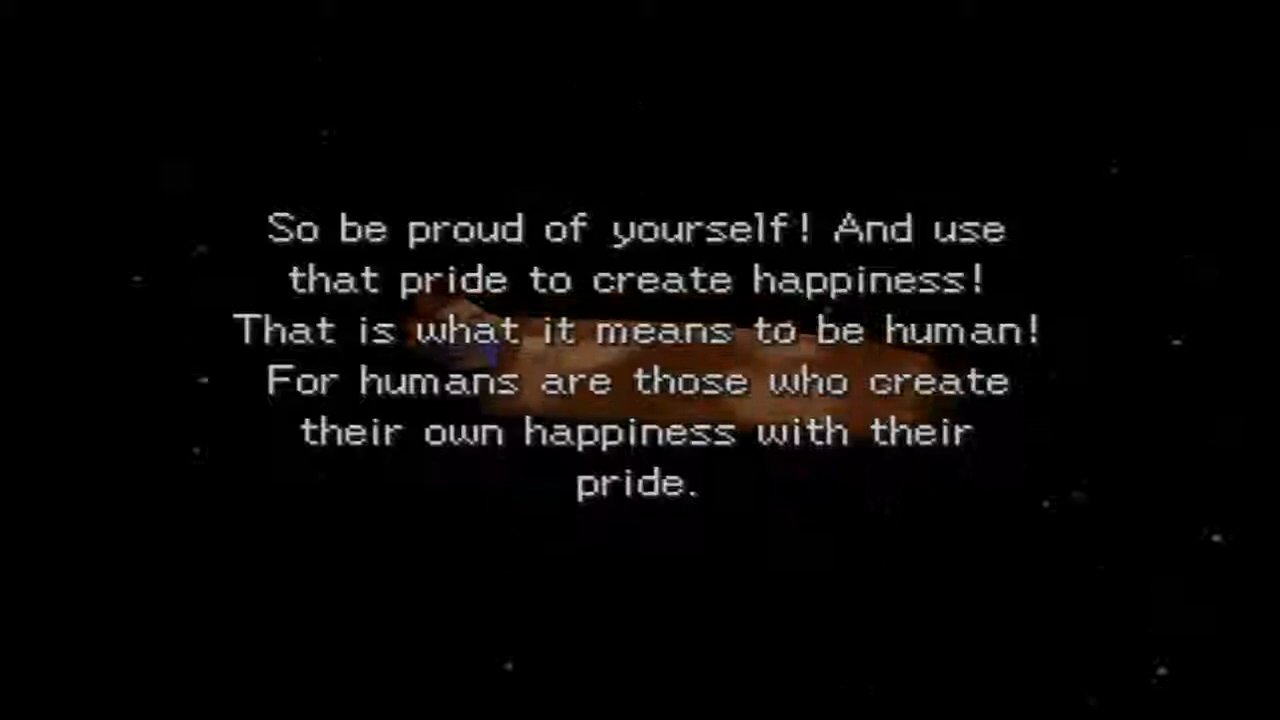 So be proud of yourself! And use
that pride to create happiness!
That is what it means to be human!
For humans are those who create
their own happiness with their
pride.